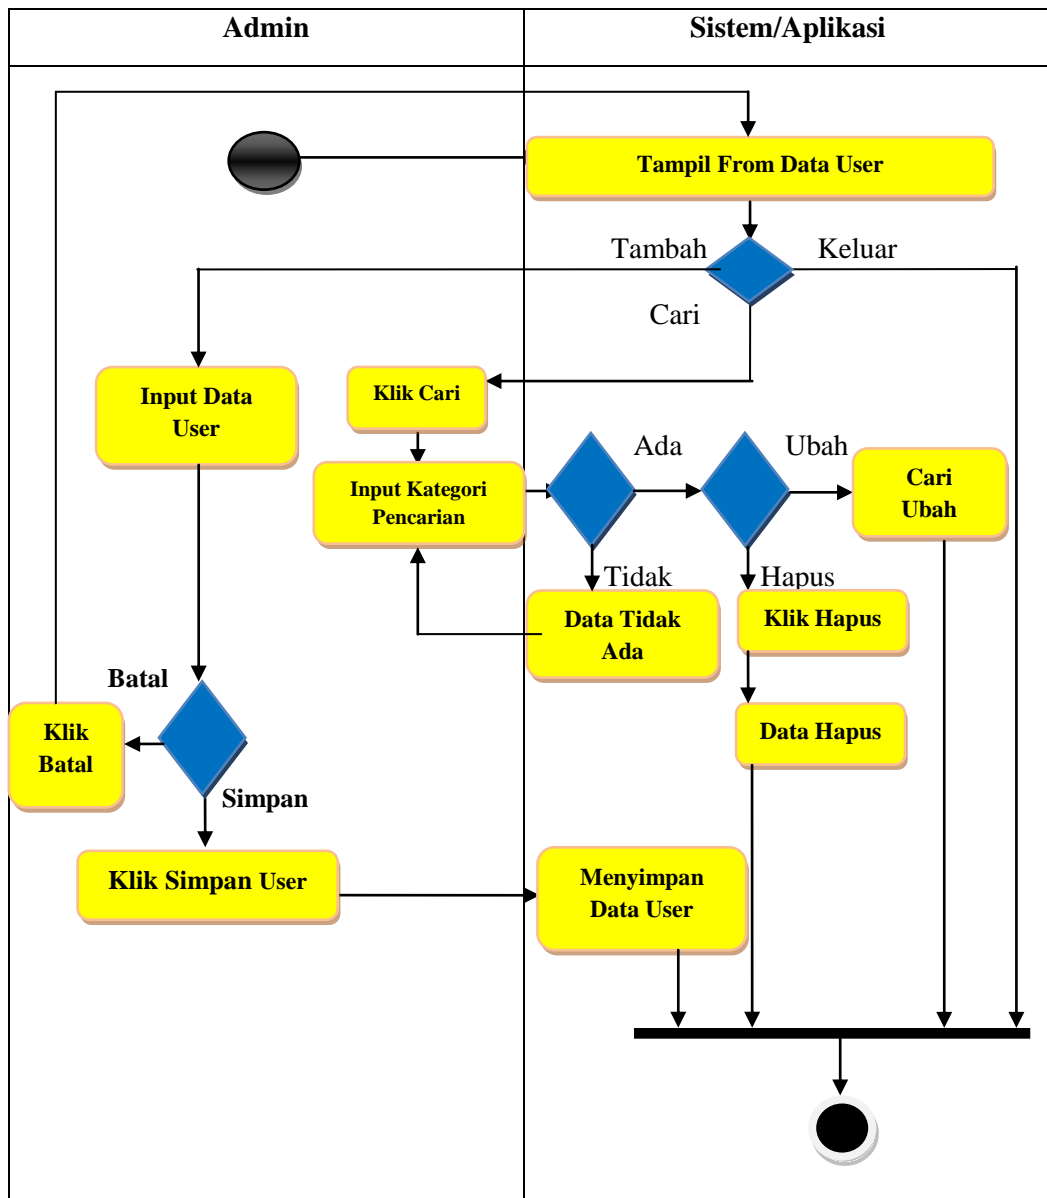 Admin
Sistem/Aplikasi
Tampil From Data User
Tambah
Keluar
Cari
Input Data
User
Klik Cari
Ada
Ubah
Input Kategori
Pencarian
Cari
Ubah
Tidak
Hapus
Data Tidak
Ada
Klik Hapus
Batal
Klik
Batal
Data Hapus
Simpan
Klik Simpan User
Menyimpan
Data User